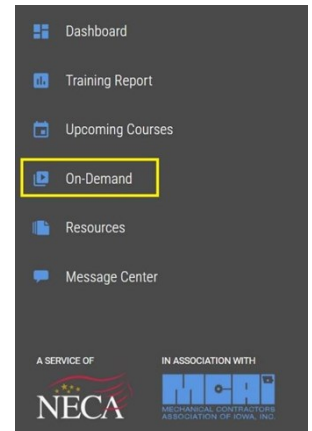 Dashboard
Training Report
Upcoming Courses
On-Demand
Resources
Message Center
A SERVICE OF
IN ASSOCIATION WITH
NECA
MCAi
MECHANICAL CONTRACTORS
ASSOCIATION OF IOWA, INC.